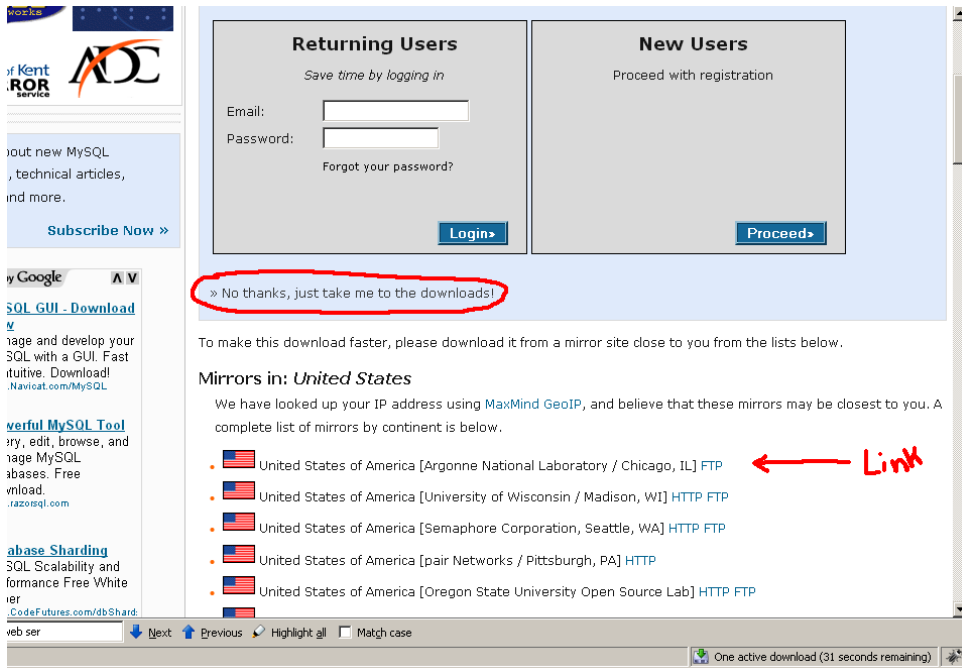 works
of Kent
ROR
service
ADC
out new MySQL
, technical articles,
nd more.
Subscribe Now »
by Google
SQL GUI - Download
nage and develop your
SQL with a GUI. Fast
tuitive. Download!
.Navicat.com/MySQL
werful MySQL Tool
ery, edit, browse, and
nage MySQL
abases. Free
wnload.
.razorsql.com
abase Sharding
SQL Scalability and
formance Free White
er
.CodeFutures.com/dbShard:
Returning Users
Save time by logging in
Email:
Password:
Forgot your password?
Login»
New Users
Proceed with registration
Proceed»
» No thanks, just take me to the downloads!
To make this download faster, please download it from a mirror site close to you from the lists below.
Mirrors in: United States
We have looked up your IP address using MaxMind GeoIP, and believe that these mirrors may be closest to you. A
complete list of mirrors by continent is below.
United States of America [Argonne National Laboratory / Chicago, IL] FTP
Link
United States of America [University of Wisconsin / Madison, WI] HTTP FTP
United States of America [Semaphore Corporation, Seattle, WA] HTTP FTP
United States of America [pair Networks / Pittsburgh, PA] HTTP
United States of America [Oregon State University Open Source Lab] HTTP FTP
web ser Next Previous Highlight all Match case
One active download (31 seconds remaining)